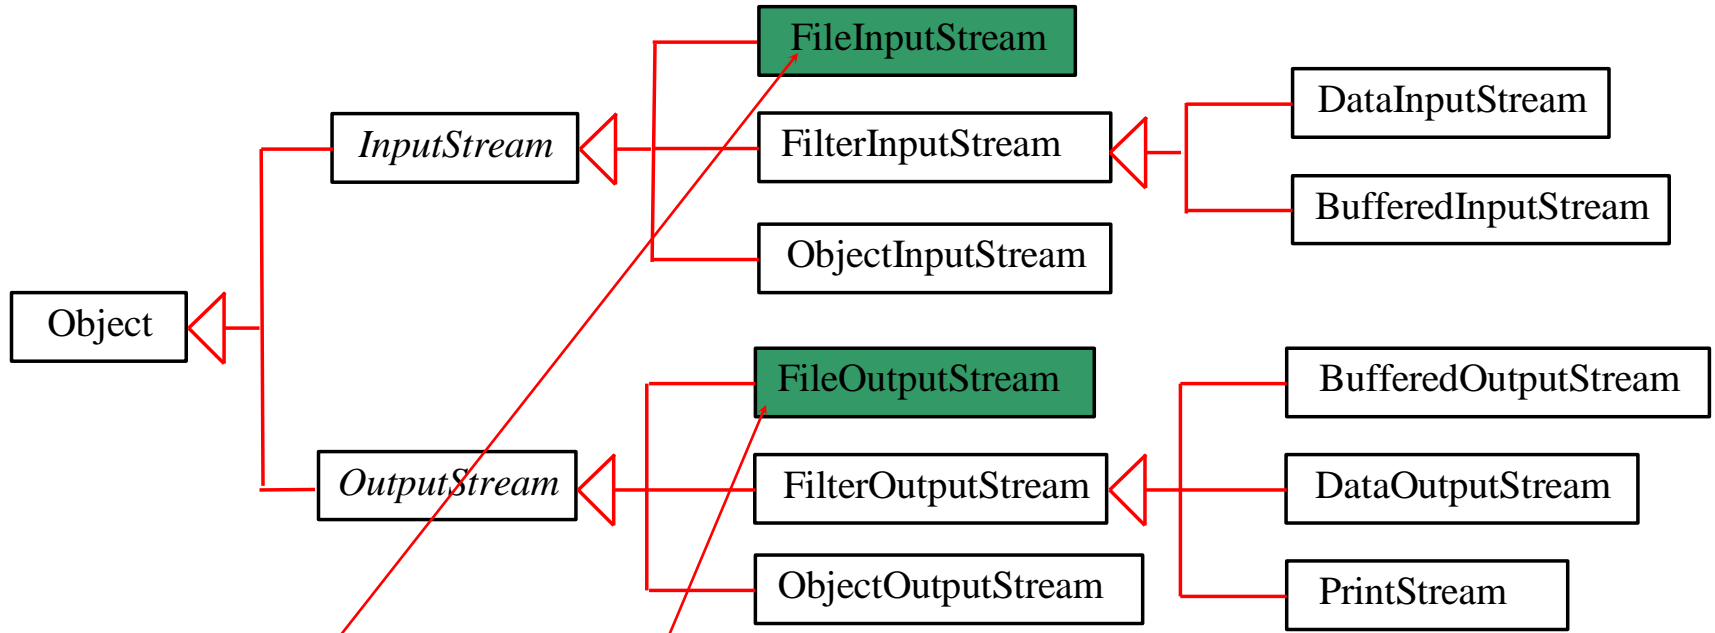 FileInputStream
DataInputStream
InputStream
FilterInputStream
BufferedInputStream
ObjectInputStream
Object
FileOutputStream
BufferedOutputStream
OutputStream
FilterOutputStream
DataOutputStream
ObjectOutputStream
PrintStream